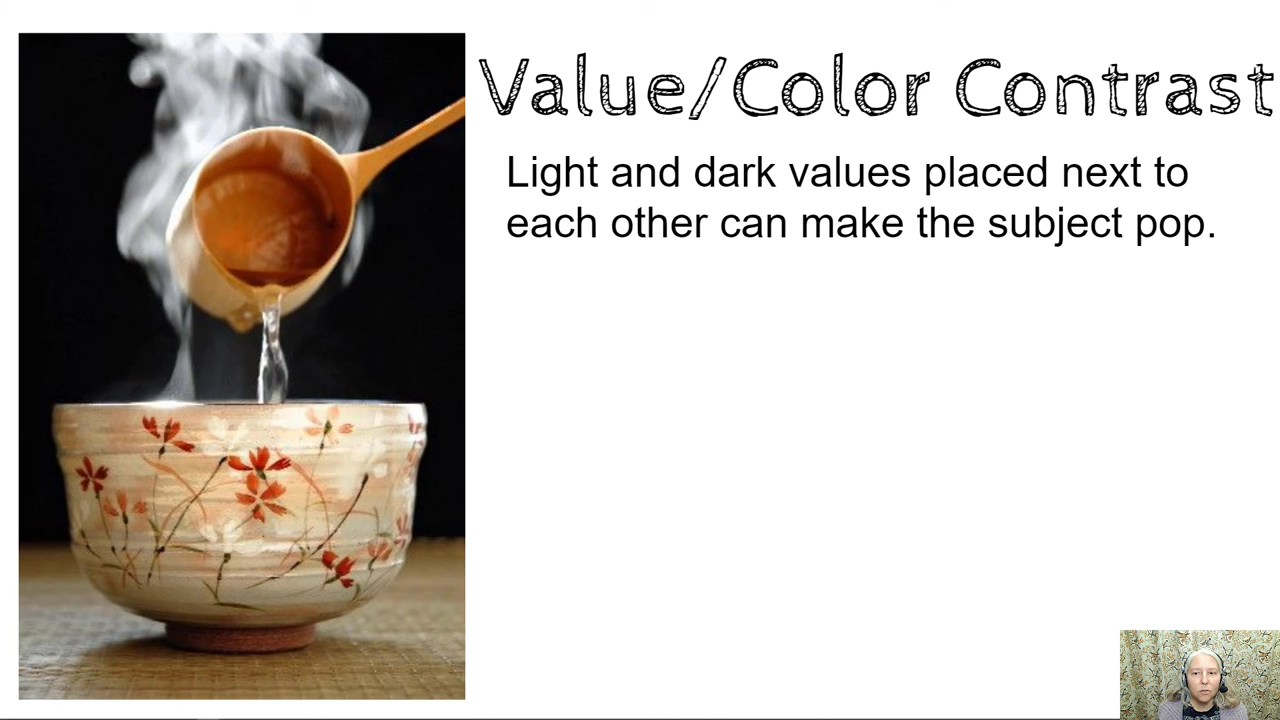 Value/Color Contrast
Light and dark values placed next to
each other can make the subject pop.